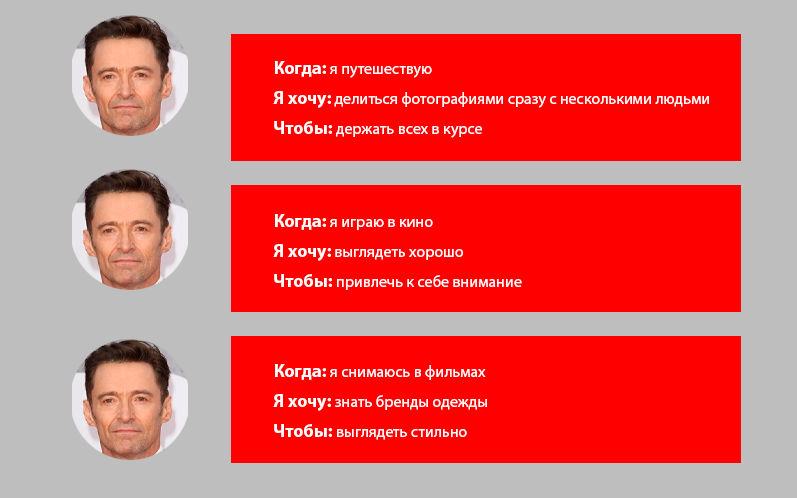 Когда: я путешествую
Я хочу: делиться фотографиями сразу с несколькими людьми
Чтобы: держать всех в курсе
Когда: я играю в кино
Я хочу: выглядеть хорошо
Чтобы: привлечь к себе внимание
Когда: я снимаюсь в фильмах
Я хочу: знать бренды одежды
Чтобы: выглядеть стильно